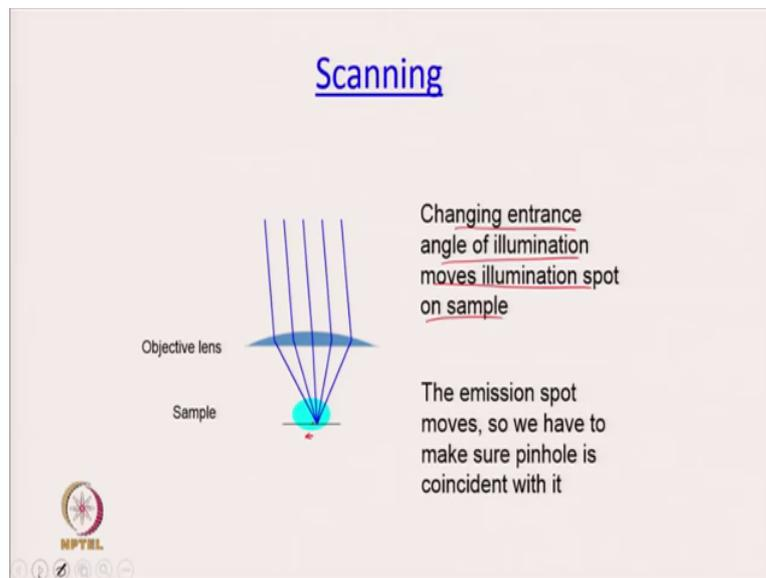 Scanning
Changing entrance
angle of illumination
moves illumination spot
on sample
Objective lens
Sample
The emission spot
moves, so we have to
make sure pinhole is
coincident with it
NPTEL